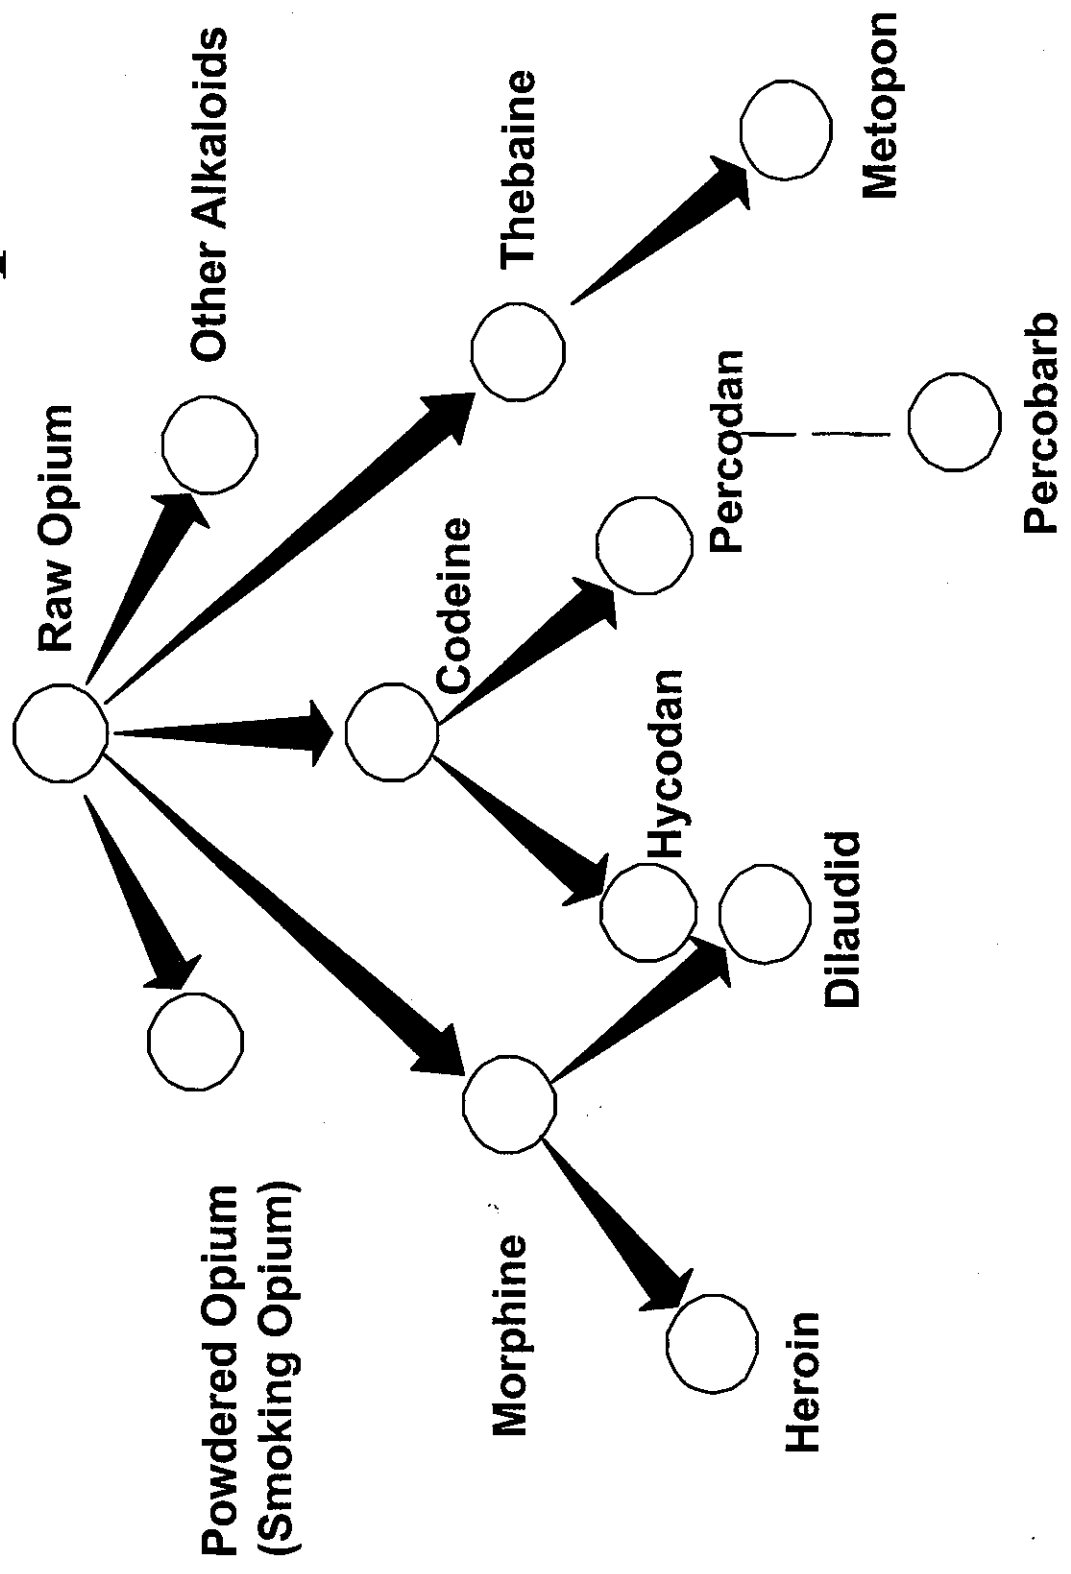 Raw Opium
Powdered Opium
(Smoking Opium)
Other Alkaloids
Morphine
Codeine
Thebaine
Heroin
Hycodan
Dilaudid
Percodan
Metopon
Percobarb